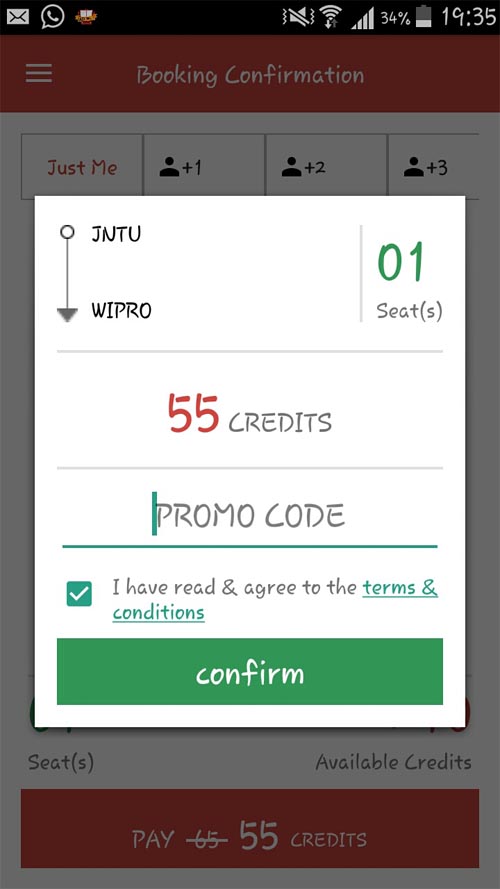 34% 19:35
Booking Confirmation
Just Me +1 +2 +3
JNTU
01
WIPRO
Seat(s)
55 CREDITS
PROMO CODE
I have read & agree to the terms &
conditions
confirm
Seat(s) Available Credits
PAY 65 55 CREDITS